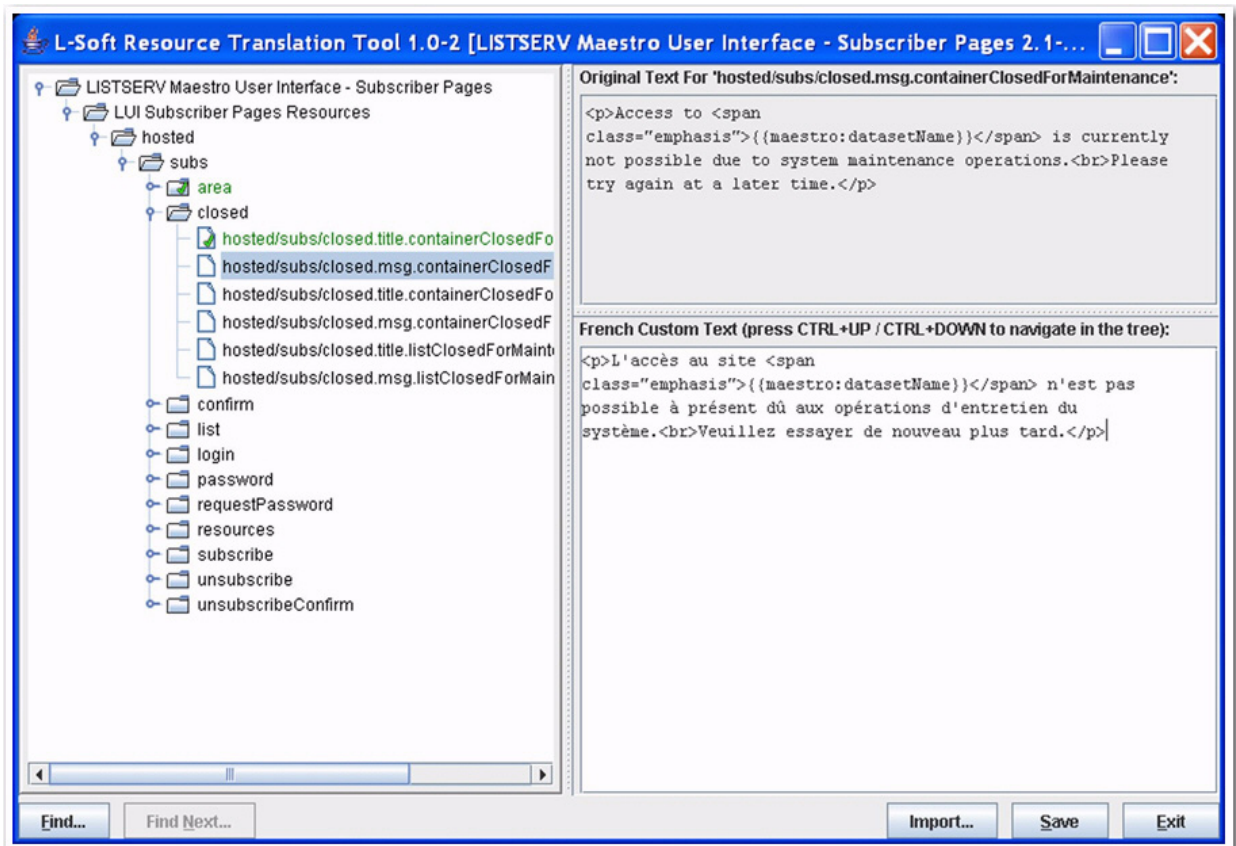 L-Soft Resource Translation Tool 1.0-2 [LISTSERV Maestro User Interface - Subscriber Pages 2.1-...
LISTSERV Maestro User Interface - Subscriber Pages
LUI Subscriber Pages Resources
hosted
subs
area
closed
hosted/subs/closed.title.containerClosedFo
hosted/subs/closed.msg.containerClosedF
hosted/subs/closed.title.containerClosedFo
hosted/subs/closed.msg.containerClosedF
hosted/subs/closed.title.listClosedForMaint
hosted/subs/closed.msg.listClosedForMain
confirm
list
login
password
requestPassword
resources
subscribe
unsubscribe
unsubscribeConfirm
Original Text For 'hosted/subs/closed.msg.containerClosedForMaintenance':
<p>Access to <span
class="emphasis">{{maestro:datasetName}}</span> is currently
not possible due to system maintenance operations.<br>Please
try again at a later time.</p>
French Custom Text (press CTRL+UP / CTRL+DOWN to navigate in the tree):
<p>L'accès au site <span
class="emphasis">{{maestro:datasetName}}</span> n'est pas
possible à présent dû aux opérations d'entretien du
système.<br>Veuillez essayer de nouveau plus tard.</p>
Find...
Find Next...
Import...
Save
Exit